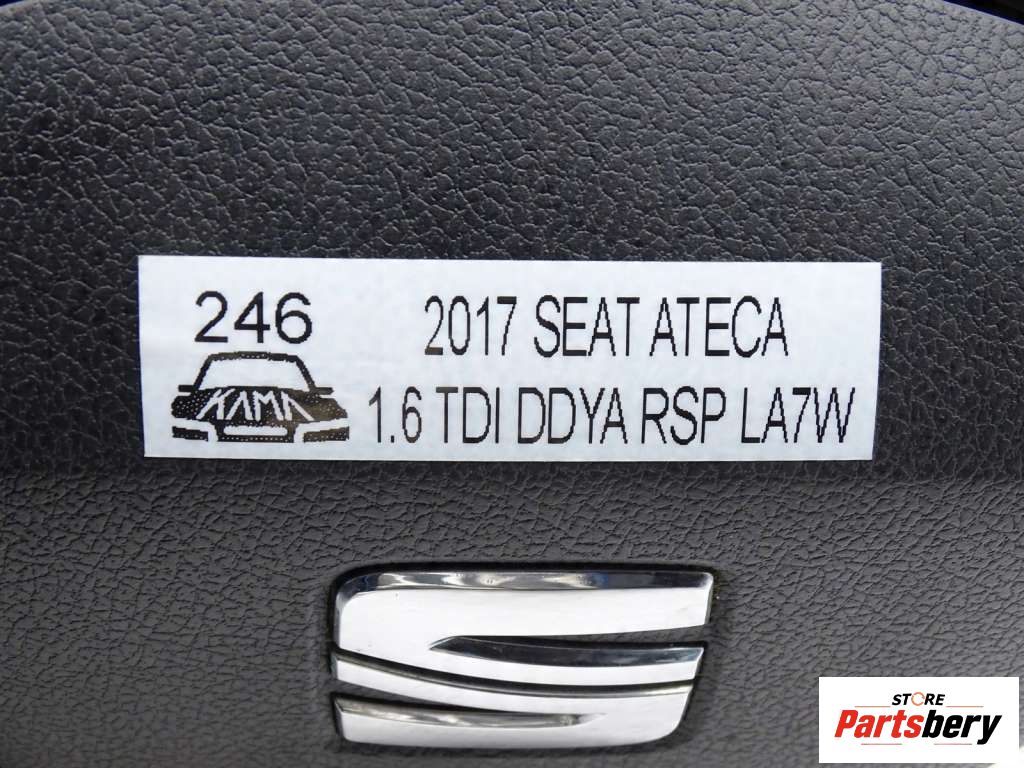 246
2017 SEAT ATECA
KAMA
1.6 TDI DDYA RSP LA7W
STORE
Partsbery